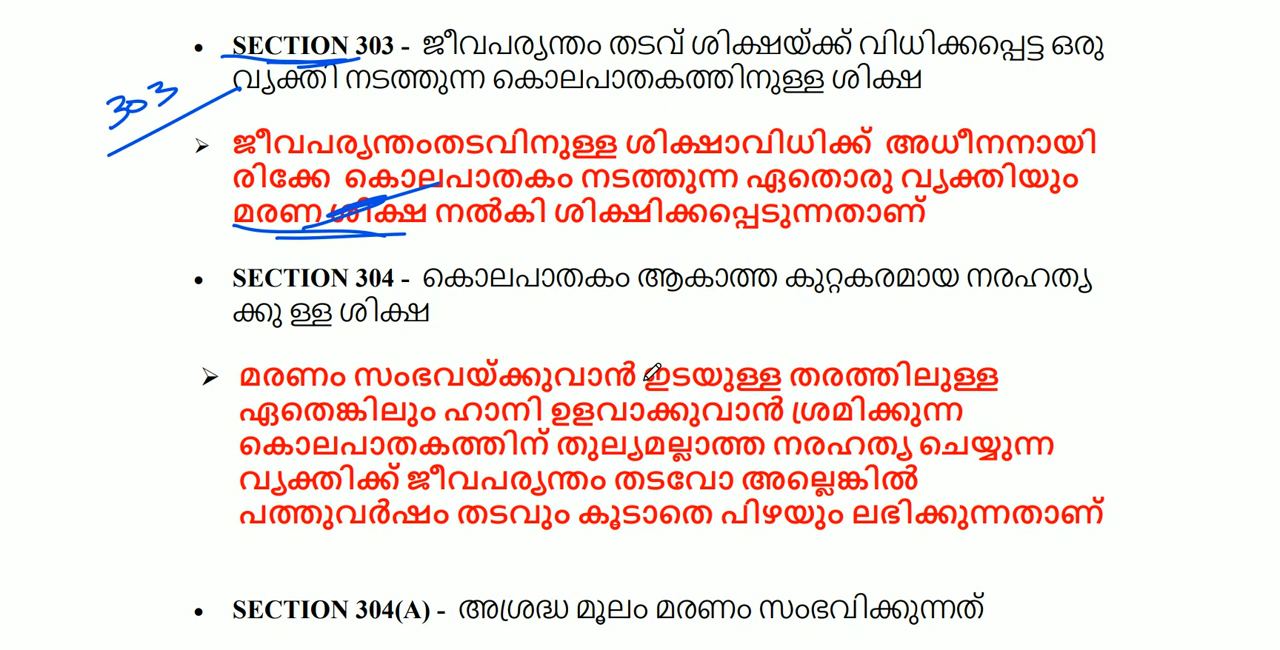 • SECTION 303 - ജീവപര്യന്തം തടവ് ശിക്ഷയ്ക്ക് വിധിക്കപ്പെട്ട ഒരു
വ്യക്തി നടത്തുന്ന കൊലപാതകത്തിനുള്ള ശിക്ഷ
303
➢ ജീവപര്യന്തംതടവിനുള്ള ശിക്ഷാവിധിക്ക് അധീനനായി
രിക്കേ കൊലപാതകം നടത്തുന്ന ഏതൊരു വ്യക്തിയും
മരണ ശിക്ഷ നൽകി ശിക്ഷിക്കപ്പെടുന്നതാണ്
• SECTION 304 - കൊലപാതകം ആകാത്ത കുറ്റകരമായ നരഹത്യ
ക്കു ള്ള ശിക്ഷ
➢ മരണം സംഭവയ്ക്കുവാൻ ഇടയുള്ള തരത്തിലുള്ള
ഏതെങ്കിലും ഹാനി ഉളവാക്കുവാൻ ശ്രമിക്കുന്ന
കൊലപാതകത്തിന് തുല്യമല്ലാത്ത നരഹത്യ ചെയ്യുന്ന
വ്യക്തിക്ക് ജീവപര്യന്തം തടവോ അല്ലെങ്കിൽ
പത്തുവർഷം തടവും കൂടാതെ പിഴയും ലഭിക്കുന്നതാണ്
• SECTION 304(A) - അശ്രദ്ധ മൂലം മരണം സംഭവിക്കുന്നത്